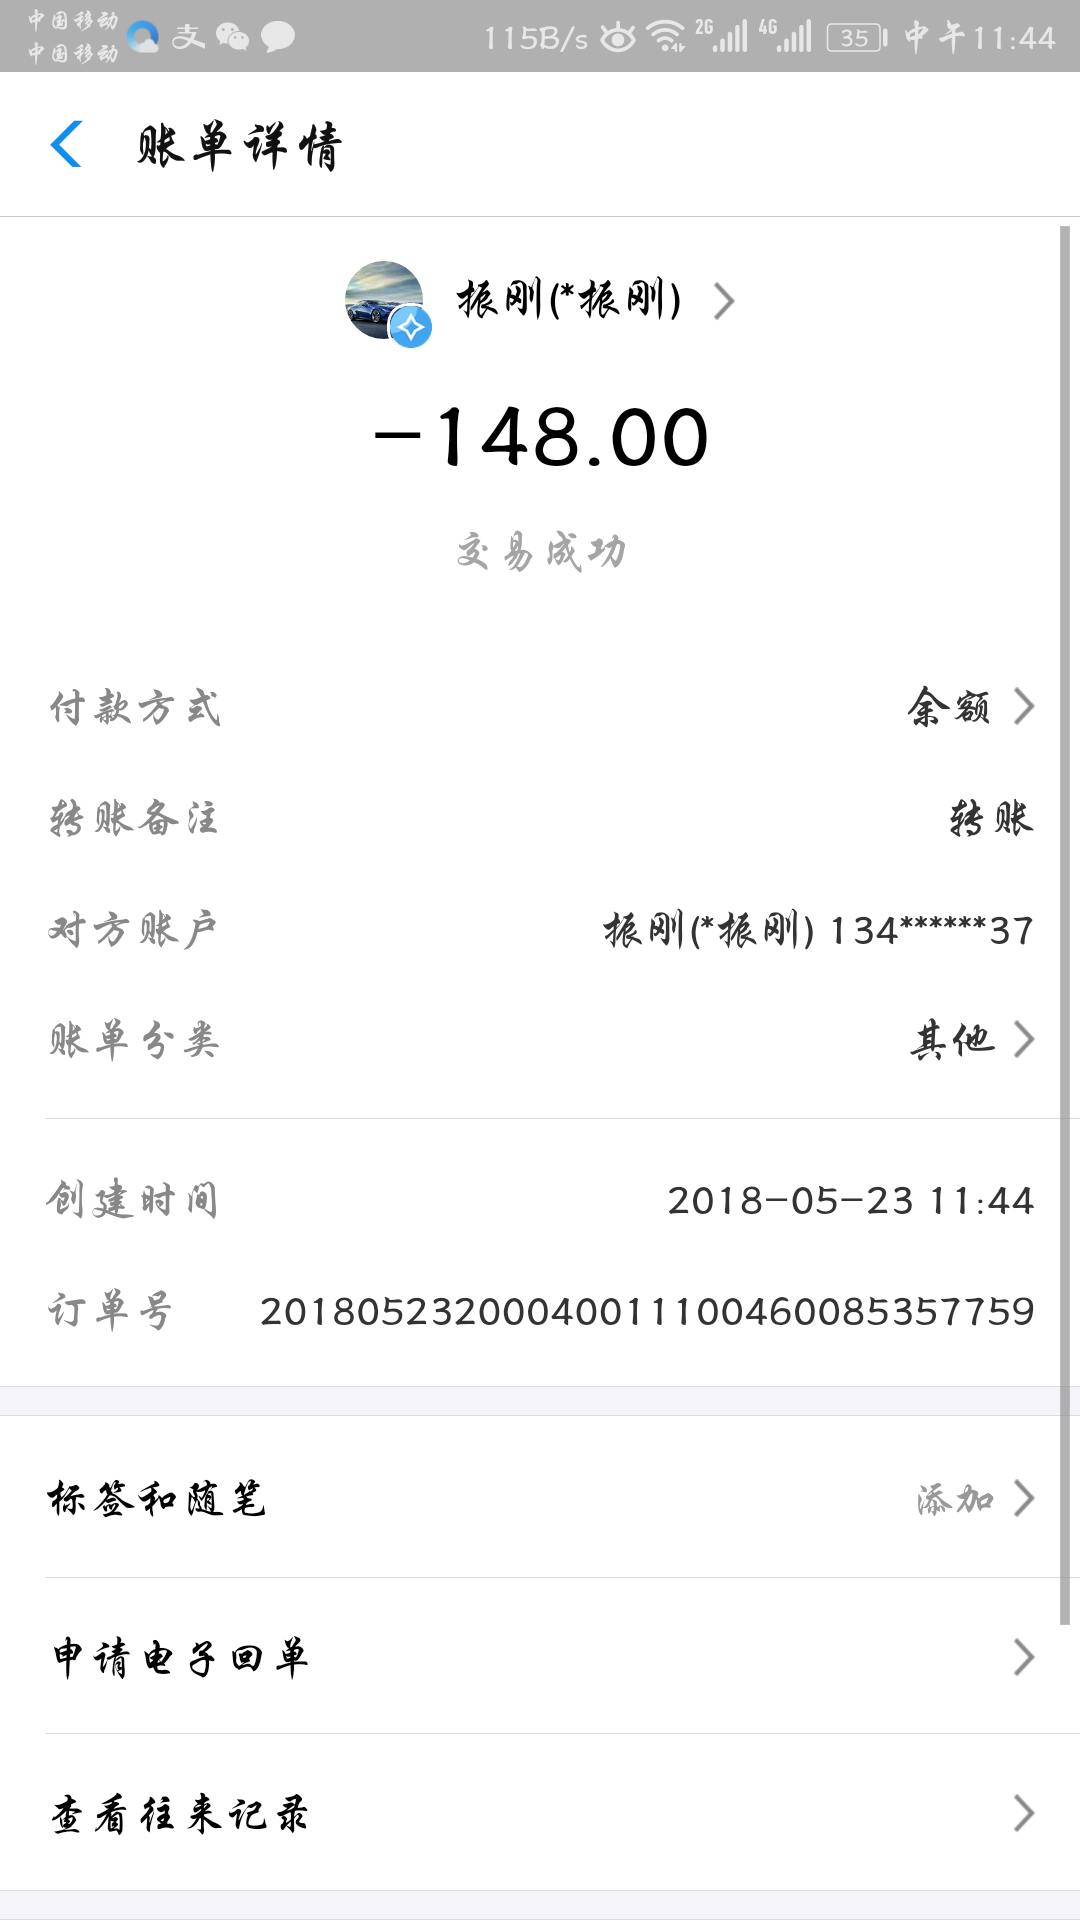 中国移动
中国移动
支 115B/s 2G 4G 35 中午11:44
账单详情
振刚(*振刚)
-148.00
交易成功
付款方式 余额
转账备注 转账
对方账户 振刚(*振刚) 134******37
账单分类 其他
创建时间 2018-05-23 11:44
订单号 20180523200040011100460085357759
标签和随笔 添加
申请电子回单
查看往来记录